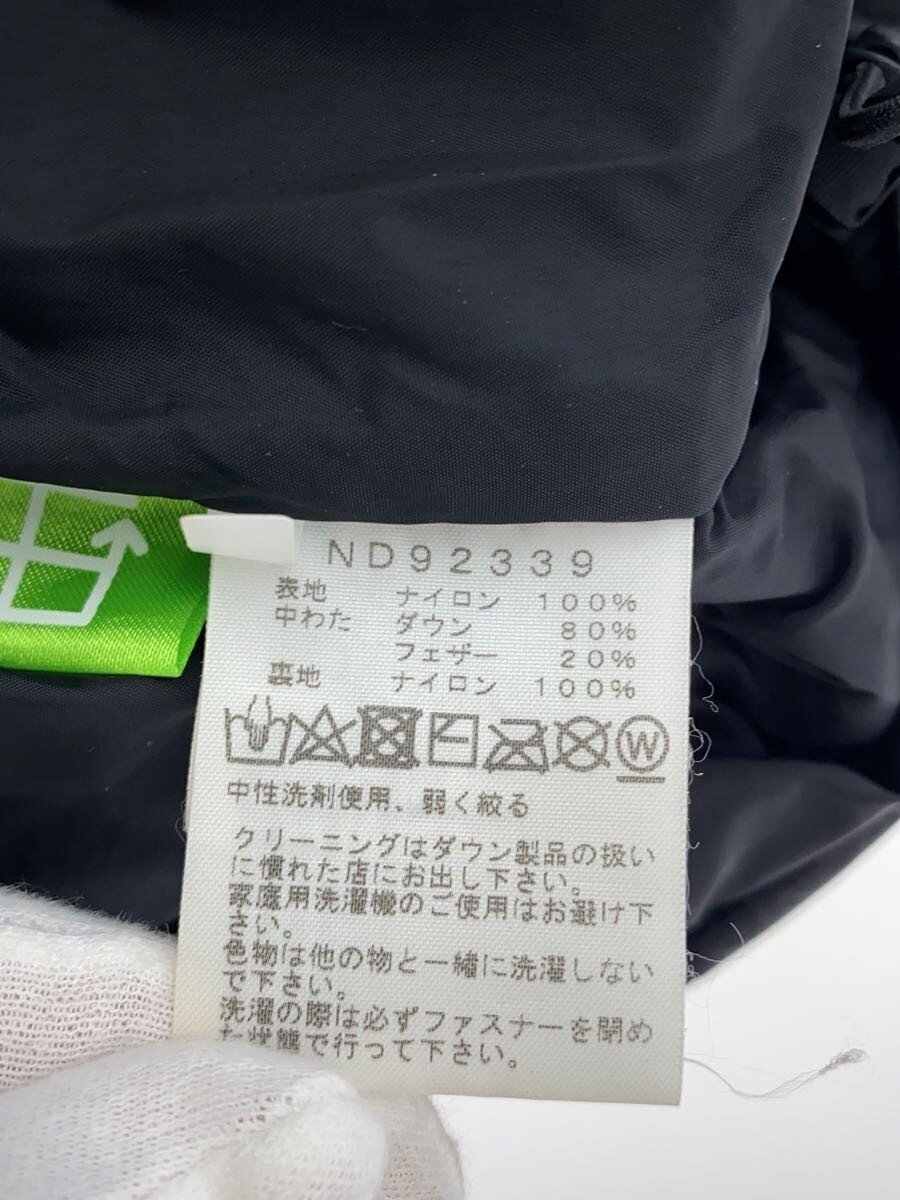 ND92339
表地 ナイロン 100%
中わた ダウン 80%
フェザー 20%
裏地 ナイロン 100%
W
中性洗剤使用、弱く絞る
クリーニングはダウン製品の扱い
に慣れた店にお出し下さい。
家庭用洗濯機のご使用はお避け下
さい。
色物は他の物と一緒に洗濯しない
で下さい。
洗濯の際は必ずファスナーを閉め
た状態で行って下さい。